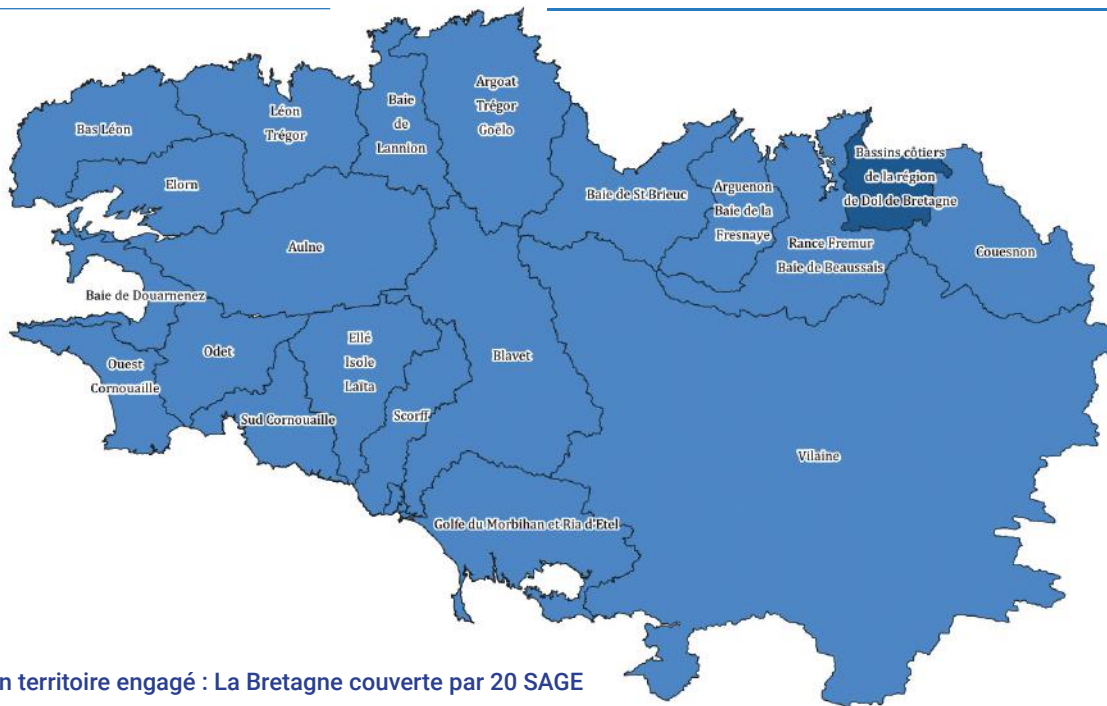 Argoat
Trégor
Goëlo
Baie
de
Lannion
Léon
Trégor
Bas Léon
Elorn
Baie de St Brieuc
Arguenon
Baie de la
Fresnaye
Bassins côtiers
de la région
de Dol de Bretagne
Rance Fremur
Baie de Beaussais
Couesnon
Aulne
Baie de Douarnenez
Ouest
Cornouaille
Odet
Ellé
Isole
Laïta
Blavet
Scorff
Sud Cornouaille
Vilaine
Golfe du Morbihan et Ria d'Etel
n territoire engagé : La Bretagne couverte par 20 SAGE